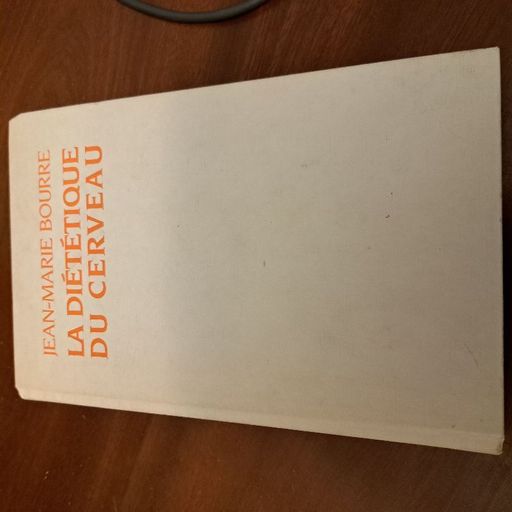 JEAN-MARIE BOURRE
LA DIÉTÉTIQUE
DU CERVEAU